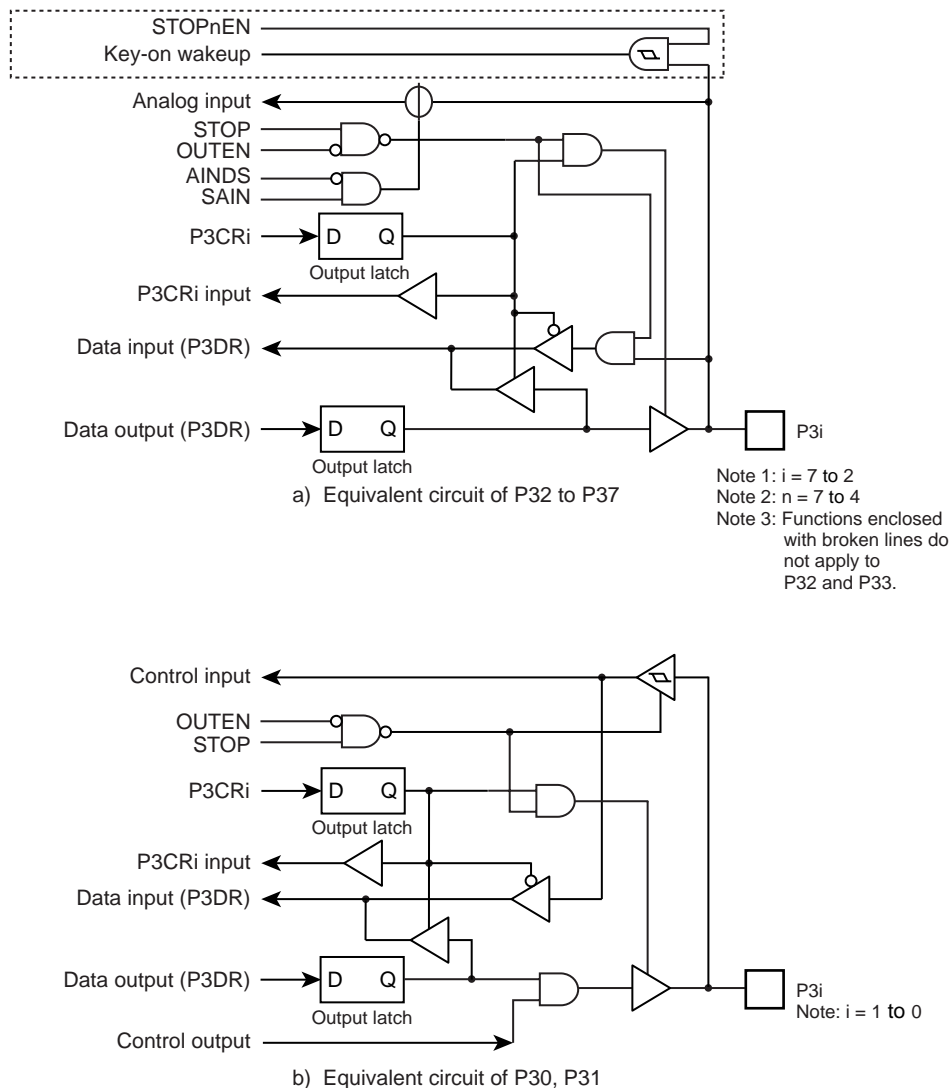 STOPnEN
Key-on wakeup
Analog input
STOP
OUTEN
AINDS
SAIN
P3CRi
D Q
Output latch
P3CRi input
Data input (P3DR)
Data output (P3DR)
D Q
Output latch
P3i
a) Equivalent circuit of P32 to P37
Note 1: i = 7 to 2
Note 2: n = 7 to 4
Note 3: Functions enclosed
with broken lines do
not apply to
P32 and P33.
Control input
OUTEN
STOP
P3CRi
D Q
Output latch
P3CRi input
Data input (P3DR)
Data output (P3DR)
D Q
Output latch
Control output
P3i
Note: i = 1 to 0
b) Equivalent circuit of P30, P31